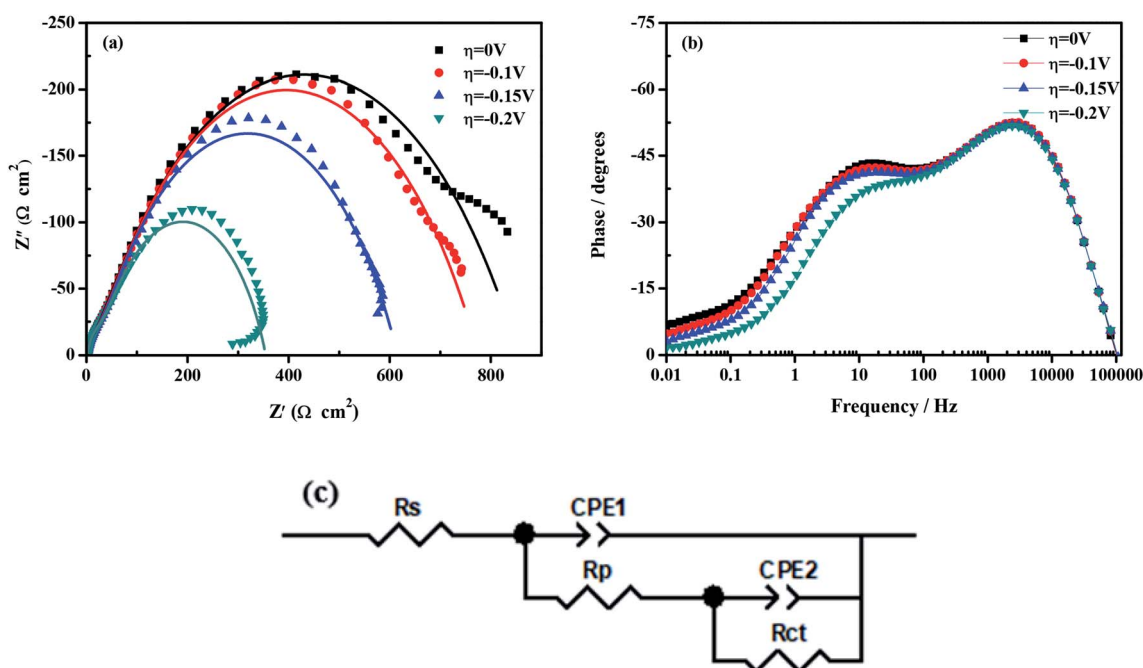 (a)
η=0V
η=-0.1V
η=-0.15V
η=-0.2V
-250
-200
-150
-100
-50
0
Z″ (Ω cm²)
0
200
400
600
800
Z′ (Ω cm²)
(b)
η=0V
η=-0.1V
η=-0.15V
η=-0.2V
-75
-60
-45
-30
-15
0
Phase / degrees
0.01
0.1
1
10
100
1000
10000
100000
Frequency / Hz
(c)
Rs
CPE1
Rp
CPE2
Rct